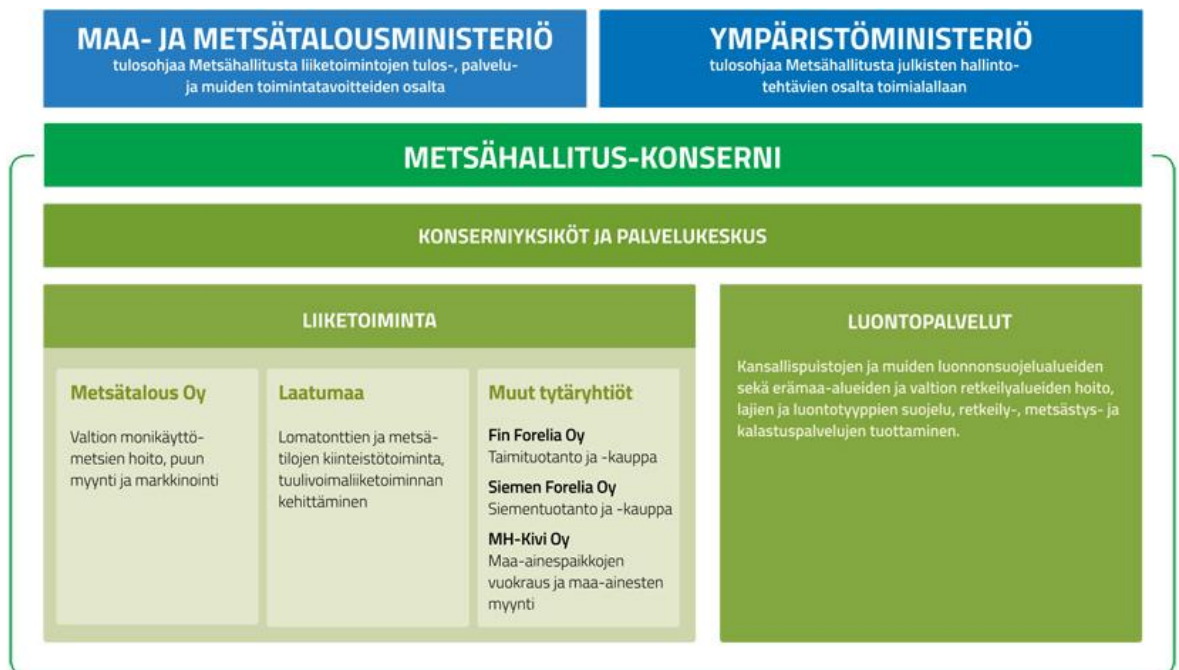 MAA- JA METSÄTALOUSMINISTERIÖ
tulosohjaa Metsähallitusta liiketoimintojen tulos-, palvelu-
ja muiden toimintatavoitteiden osalta
YMPÄRISTÖMINISTERIÖ
tulosohjaa Metsähallitusta julkisten hallinto-
tehtävien osalta toimialallaan
METSÄHALLITUS-KONSERNI
KONSERNIYKSIKÖT JA PALVELUKESKUS
LIIKETOIMINTA
Metsätalous Oy
Valtion monikäyttö-
metsien hoito, puun
myynti ja markkinointi
Laatumaa
Lomatonttien ja metsä-
tilojen kiinteistötoiminta,
tuulivoimaliiketoiminnan
kehittäminen
Muut tytäryhtiöt
Fin Forelia Oy
Taimituotanto ja -kauppa
Siemen Forelia Oy
Siementuotanto ja -kauppa
MH-Kivi Oy
Maa-ainespaikkojen
vuokraus ja maa-ainesten
myynti
LUONTOPALVELUT
Kansallispuistojen ja muiden luonnonsuojelualueiden
sekä erämaa-alueiden ja valtion retkeilyalueiden hoito,
lajien ja luontotyyppien suojelu, retkeily-, metsästys- ja
kalastuspalvelujen tuottaminen.